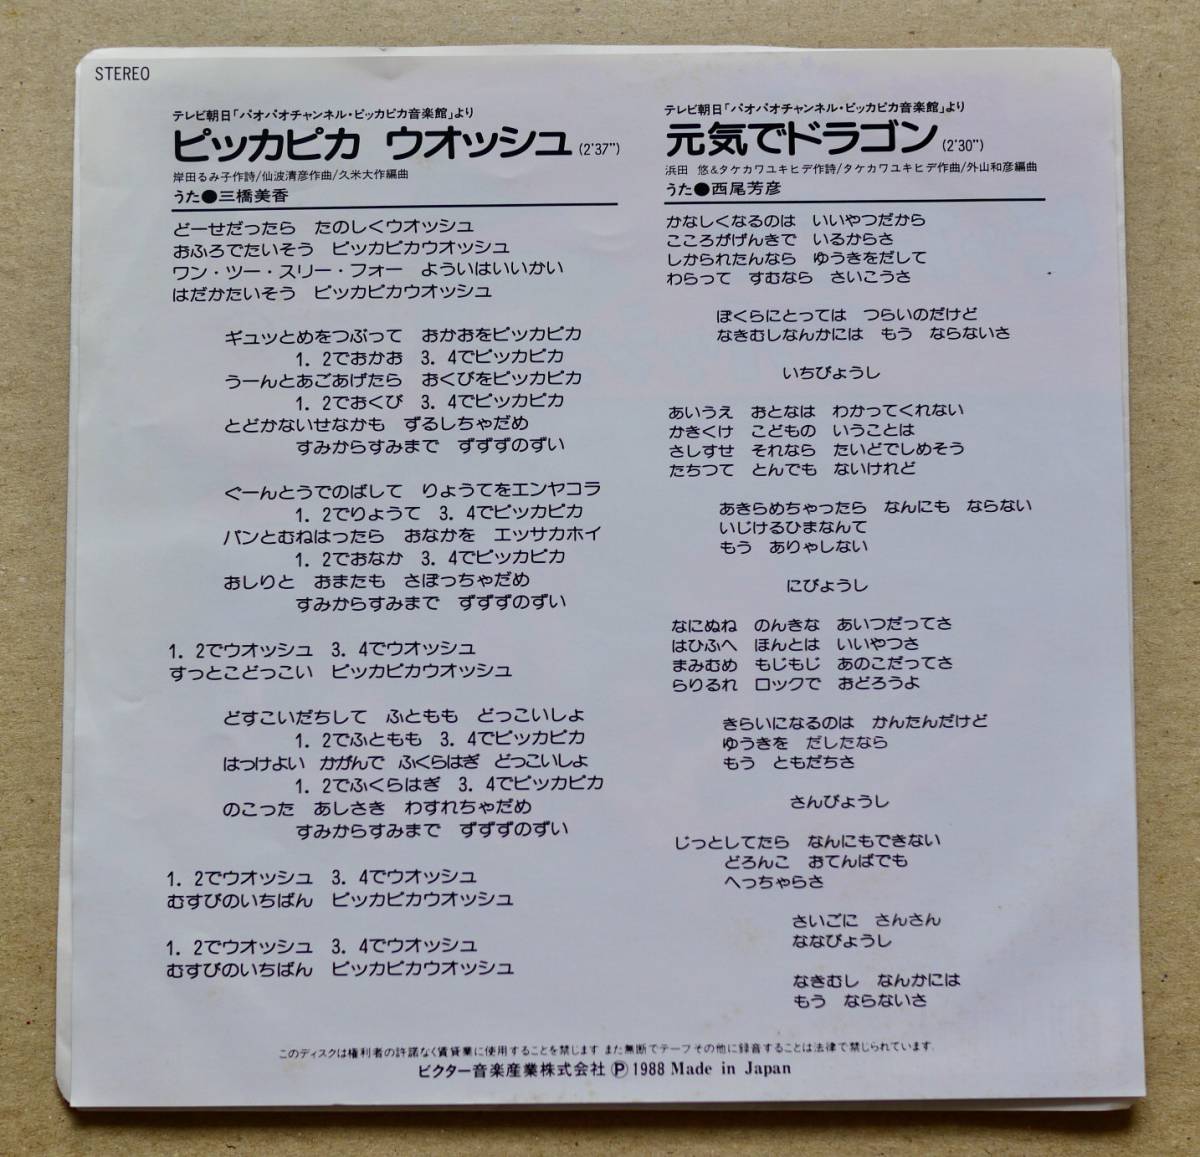 STEREO
テレビ朝日「パオパオチャンネル・ピッカピカ音楽館」より
ピッカピカ ウオッシュ(2'37")
岸田るみ子作詩/仙波清彦作曲/久米大作編曲
うた●三橋美香
どーせだったら たのしくウオッシュ
おふろでたいそう ピッカピカウオッシュ
ワン・ツー・スリー・フォー よういはいいかい
はだかたいそう ピッカピカウオッシュ
ギュッとめをつぶって おかおをピッカピカ
1．2でおかお 3．4でピッカピカ
うーんとあごあげたら おくびをピッカピカ
1．2でおくび 3．4でピッカピカ
とどかないせなかも ずるしちゃだめ
すみからすみまで ずずずのずい
ぐーんとうでのばして りょうてをエンヤコラ
1．2でりょうて 3．4でピッカピカ
パンとむねはったら おなかを エッサカホイ
1．2でおなか 3．4でピッカピカ
おしりと おまたも さぼっちゃだめ
すみからすみまで ずずずのずい
1．2でウオッシュ 3．4でウオッシュ
すっとこどっこい ピッカピカウオッシュ
どすこいだちして ふともも どっこいしょ
1．2でふともも 3．4でピッカピカ
はっけよい かがんで ふくらはぎ どっこいしょ
1．2でふくらはぎ 3．4でピッカピカ
のこった あしさき わすれちゃだめ
すみからすみまで ずずずのずい
1．2でウオッシュ 3．4でウオッシュ
むすびのいちばん ピッカピカウオッシュ
1．2でウオッシュ 3．4でウオッシュ
むすびのいちばん ピッカピカウオッシュ
テレビ朝日「パオパオチャンネル・ピッカピカ音楽館」より
元気でドラゴン(2'30")
浜田 悠&タケカワユキヒデ作詩/タケカワユキヒデ作曲/外山和彦編曲
うた●西尾芳彦
かなしくなるのは いいやつだから
こころがげんきで いるからさ
しかられたんなら ゆうきをだして
わらって すむなら さいこうさ
ぼくらにとっては つらいのだけど
なきむしなんかには もう ならないさ
いちびょうし
あいうえ おとなは わかってくれない
かきくけ こどもの いうことは
さしすせ それなら たいどでしめそう
たちつて とんでも ないけれど
あきらめちゃったら なんにも ならない
いじけるひまなんて
もう ありゃしない
にびょうし
なにぬね のんきな あいつだってさ
はひふへ ほんとは いいやつさ
まみむめ もじもじ あのこだってさ
らりるれ ロックで おどろうよ
きらいになるのは かんたんだけど
ゆうきを だしたなら
もう ともだちさ
さんびょうし
じっとしてたら なんにもできない
どろんこ おてんばでも
へっちゃらさ
さいごに さんさん
ななびょうし
なきむし なんかには
もう ならないさ
このディスクは権利者の許諾なく賃貸業に使用することを禁じます また無断でテープその他に録音することは法律で禁じられています.
ビクター音楽産業株式会社Ⓟ1988 Made in Japan